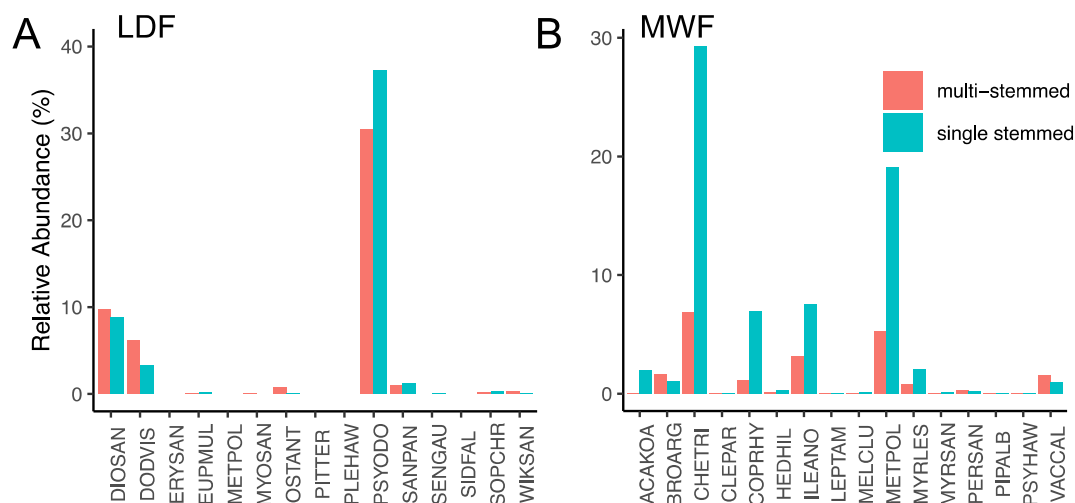 A LDF
Relative Abundance (%)
40
30
20
10
0
DIOSAN
DODVIS
ERYSAN
EUPMUL
METPOL
MYOSAN
OSTANT
PITTER
PLEHAW
PSYODO
SANPAN
SENGAU
SIDFAL
SOPCHR
WIKSAN
B MWF
30
20
10
0
multi−stemmed
single stemmed
ACAKOA
BROARG
CHETRI
CLEPAR
COPRHY
HEDHIL
ILEANO
LEPTAM
MELCLU
METPOL
MYRLES
MYRSAN
PERSAN
PIPALB
PSYHAW
VACCAL